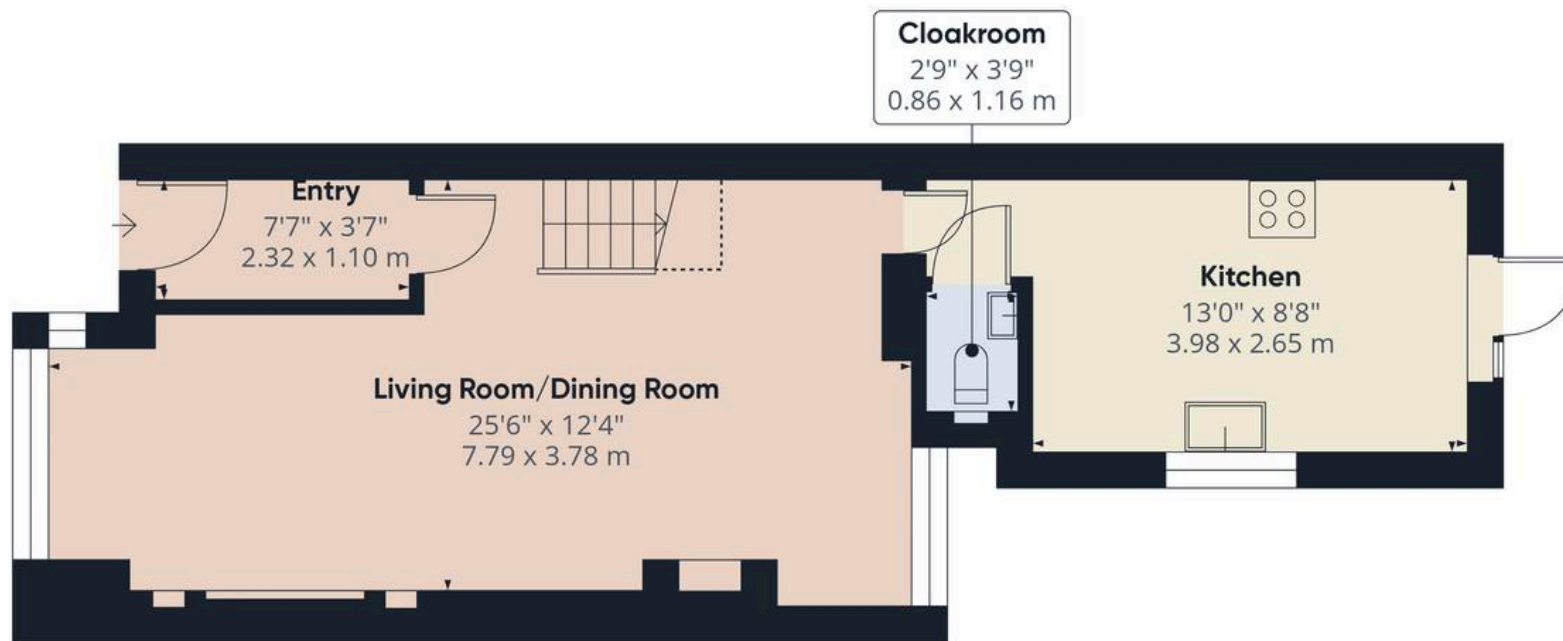 Cloakroom
2'9" x 3'9"
0.86 x 1.16 m
Entry
7'7" x 3'7"
2.32 x 1.10 m
Kitchen
13'0" x 8'8"
3.98 x 2.65 m
Living Room/Dining Room
25'6" x 12'4"
7.79 x 3.78 m